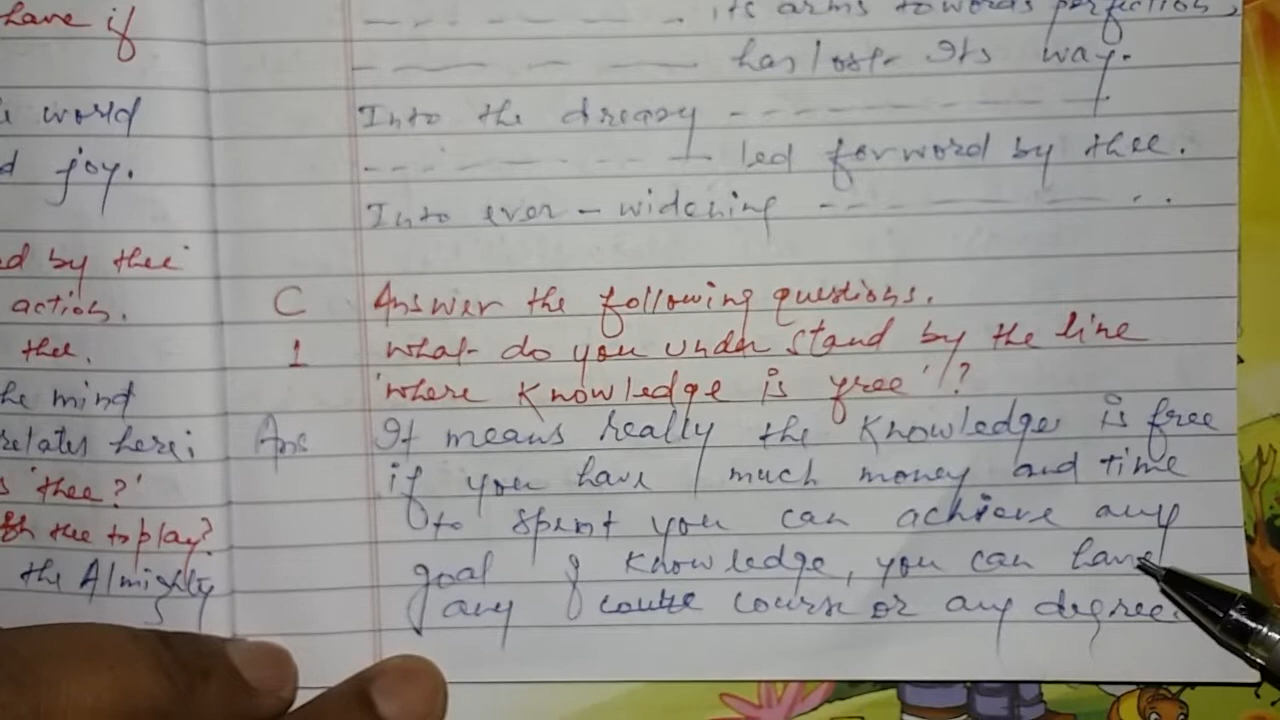 have if
- - - - - - - its arms towards perfection,
- - - - - - - has lost Its way.
world
Into the dreary - - - - - - -
d joy.
- - - - - - - led forword by thee.
Into ever - widening - - - - - - - . .
d by thee
C Answer the following questions.
action.
1 what do you understand by the line
thee.
'where knowledge is free'?
he mind
Ans It means really the knowledge is free
relates here;
if you have much money and time
s 'thee?'
to spent you can achieve any
the to play?
goal of knowledge, you can have
the Almighty
any course or any degree.